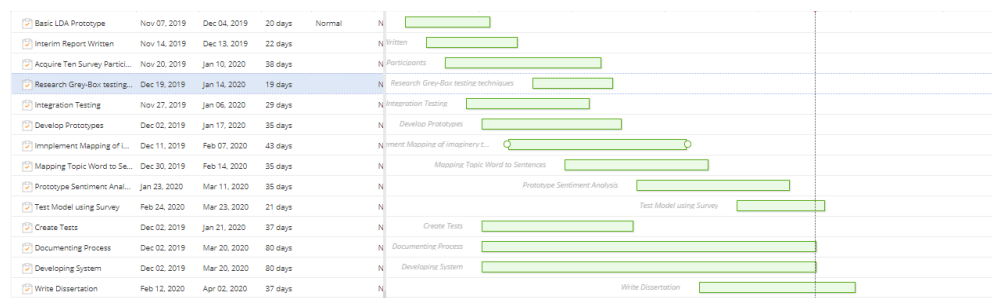 Basic LDA Prototype Nov 07, 2019 Dec 04, 2019 20 days Normal N
Interim Report Written Nov 14, 2019 Dec 13, 2019 22 days N Written
Acquire Ten Survey Partici... Nov 20, 2019 Jan 10, 2020 38 days N Participants
Research Grey-Box testing... Dec 19, 2019 Jan 14, 2020 19 days N Research Grey-Box testing techniques
Integration Testing Nov 27, 2019 Jan 06, 2020 29 days N Integration Testing
Develop Prototypes Dec 02, 2019 Jan 17, 2020 35 days N Develop Prototypes
Imnplement Mapping of i... Dec 11, 2019 Feb 07, 2020 43 days N ment Mapping of imaginery t...
Mapping Topic Word to Se... Dec 30, 2019 Feb 14, 2020 35 days N Mapping Topic Word to Sentences
Prototype Sentiment Anal... Jan 23, 2020 Mar 11, 2020 35 days N Prototype Sentiment Analysis
Test Model using Survey Feb 24, 2020 Mar 23, 2020 21 days N Test Model using Survey
Create Tests Dec 02, 2019 Jan 21, 2020 37 days N Create Tests
Documenting Process Dec 02, 2019 Mar 20, 2020 80 days N Documenting Process
Developing System Dec 02, 2019 Mar 20, 2020 80 days N Developing System
Write Dissertation Feb 12, 2020 Apr 02, 2020 37 days N Write Dissertation